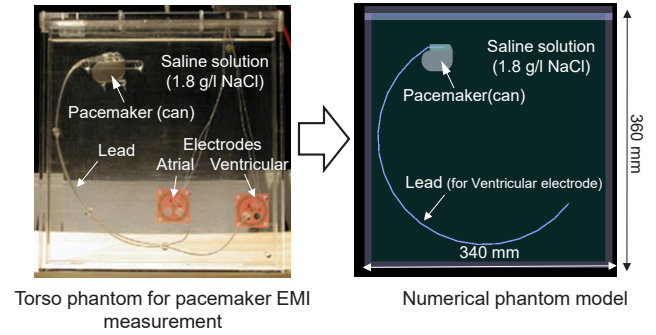 Saline solution
(1.8 g/l NaCl)
Pacemaker (can)
Lead
Electrodes
Atrial Ventricular
Torso phantom for pacemaker EMI
measurement
Saline solution
(1.8 g/l NaCl)
Pacemaker(can)
Lead (for Ventricular electrode)
340 mm
360 mm
Numerical phantom model